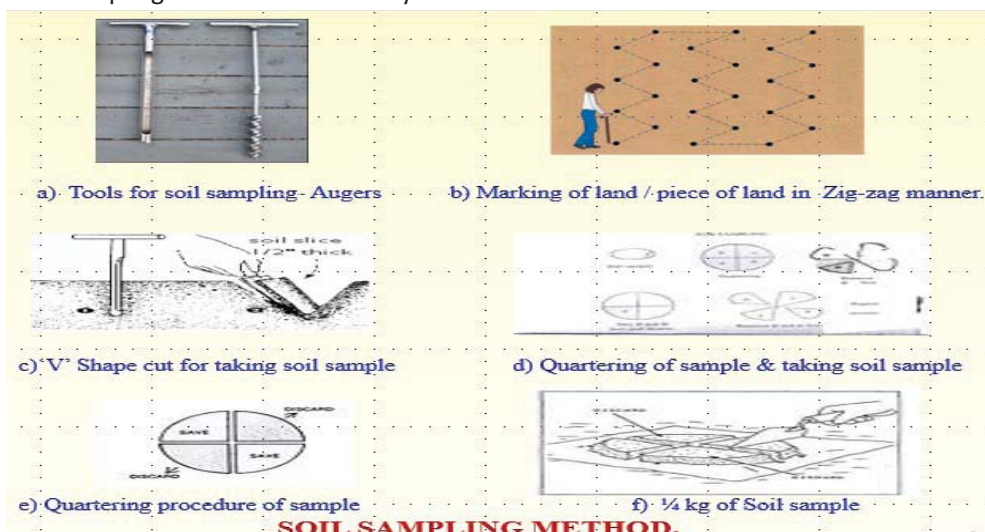 a) Tools for soil sampling- Augers
b) Marking of land / piece of land in Zig-zag manner.
soil slice
1/2" thick
c) 'V' Shape cut for taking soil sample
d) Quartering of sample & taking soil sample
DISCARD
SAVE
SAVE
DISCARD
DISCARD
DISCARD
e) Quartering procedure of sample
f) ¼ kg of Soil sample
SOIL SAMPLING METHOD.